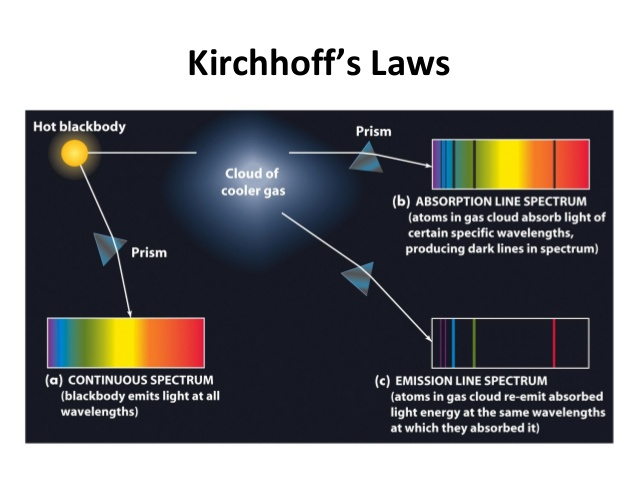 Kirchhoff’s Laws
Hot blackbody
Prism
Cloud of
cooler gas
(b) ABSORPTION LINE SPECTRUM
(atoms in gas cloud absorb light of
certain specific wavelengths,
producing dark lines in spectrum)
Prism
(a) CONTINUOUS SPECTRUM
(blackbody emits light at all
wavelengths)
(c) EMISSION LINE SPECTRUM
(atoms in gas cloud re-emit absorbed
light energy at the same wavelengths
at which they absorbed it)